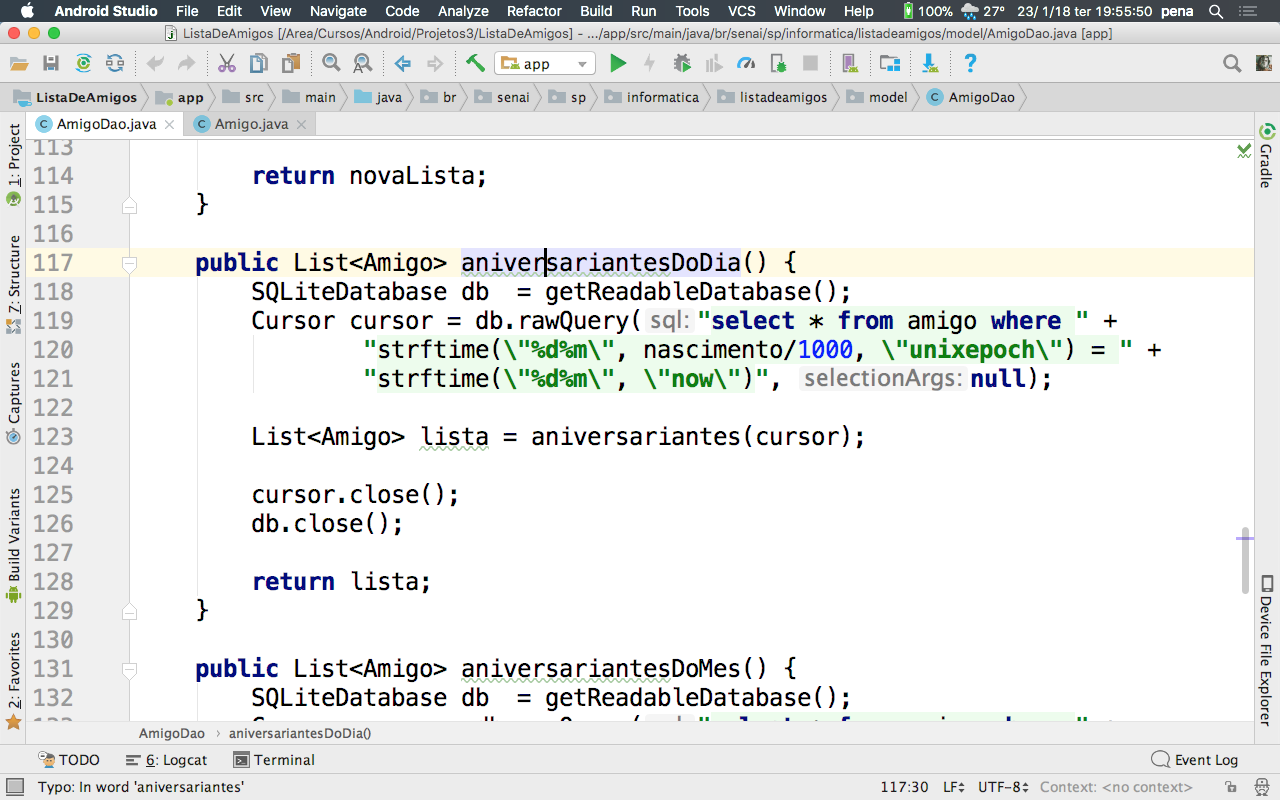 Android Studio File Edit View Navigate Code Analyze Refactor Build Run Tools VCS Window Help 100% 27° 23/ 1/18 ter 19:55:50 pena
ListaDeAmigos [/Area/Cursos/Android/Projetos3/ListaDeAmigos] - .../app/src/main/java/br/senai/sp/informatica/listadeamigos/model/AmigoDao.java [app]
app
ListaDeAmigos app src main java br senai sp informatica listadeamigos model AmigoDao
AmigoDao.java Amigo.java
1: Project
Z: Structure
Captures
Build Variants
2: Favorites
113
114 return novaLista;
115 }
116
117 public List<Amigo> aniversariantesDoDia() {
118 SQLiteDatabase db  = getReadableDatabase();
119 Cursor cursor = db.rawQuery( sql: "select * from amigo where " +
120 "strftime(\"%d%m\", nascimento/1000, \"unixepoch\") = " +
121 "strftime(\"%d%m\", \"now\")", selectionArgs: null);
122
123 List<Amigo> lista = aniversariantes(cursor);
124
125 cursor.close();
126 db.close();
127
128 return lista;
129 }
130
131 public List<Amigo> aniversariantesDoMes() {
132 SQLiteDatabase db  = getReadableDatabase();
Gradle
Device File Explorer
AmigoDao › aniversariantesDoDia()
TODO 6: Logcat Terminal Event Log
Typo: In word 'aniversariantes' 117:30 LF UTF-8 Context: <no context>